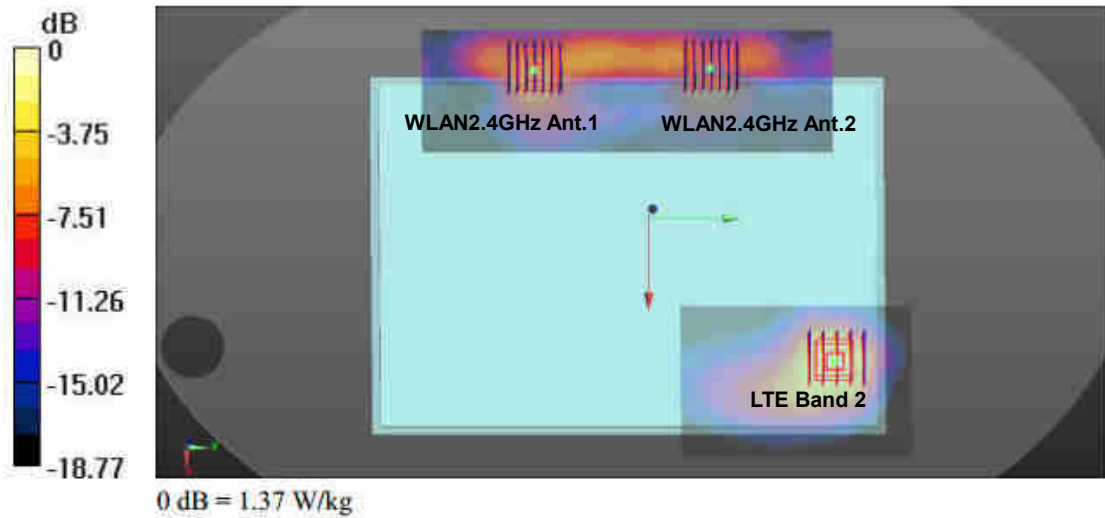 dB
0
-3.75
-7.51
-11.26
-15.02
-18.77
WLAN2.4GHz Ant.1
WLAN2.4GHz Ant.2
LTE Band 2
0 dB = 1.37 W/kg